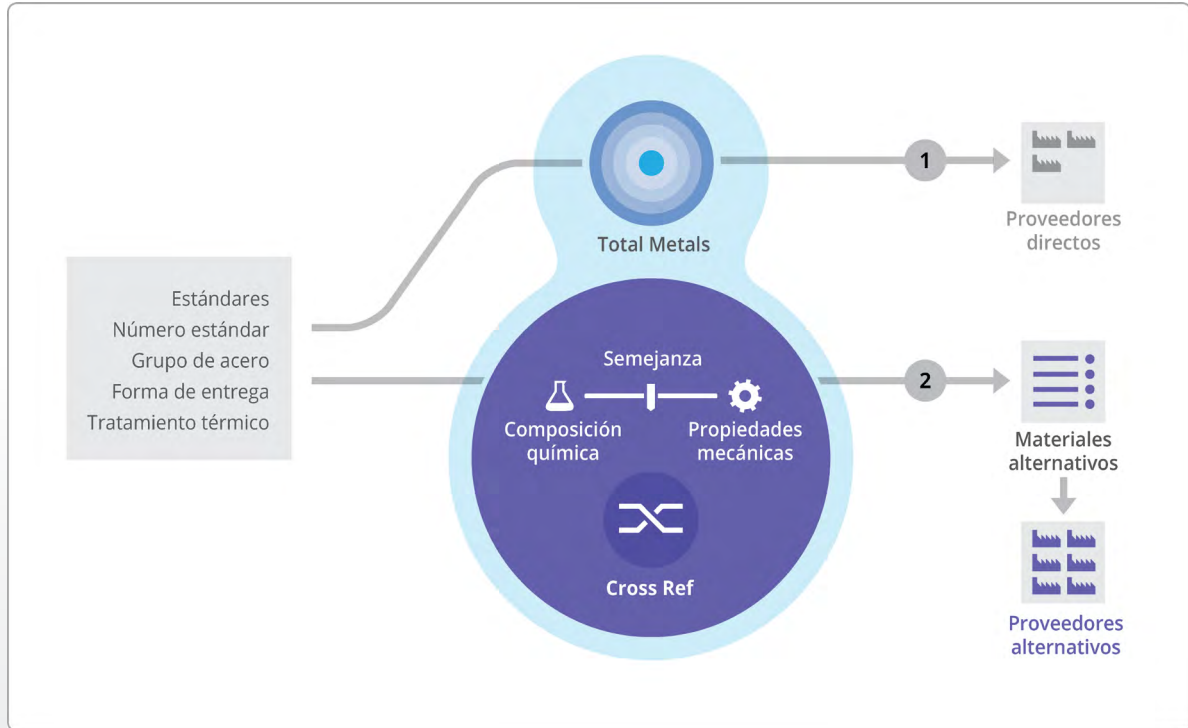 Estándares
Número estándar
Grupo de acero
Forma de entrega
Tratamiento térmico
Total Metals
1
Proveedores
directos
Semejanza
Composición
química
Propiedades
mecánicas
Cross Ref
2
Materiales
alternativos
Proveedores
alternativos